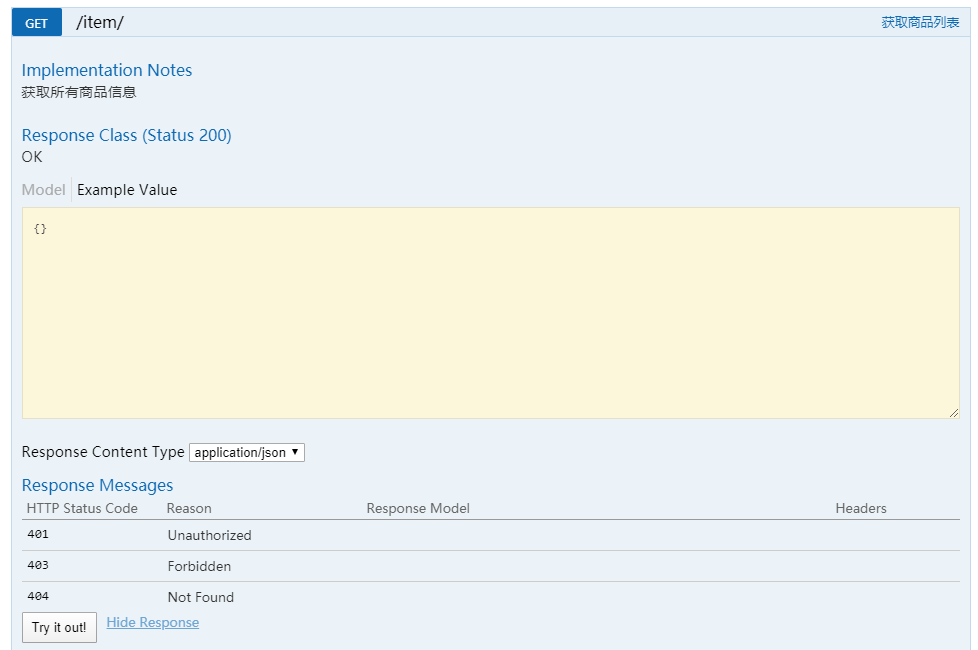 GET /item/ 获取商品列表
Implementation Notes
获取所有商品信息
Response Class (Status 200)
OK
Model Example Value
{}
Response Content Type application/json
Response Messages
HTTP Status Code Reason Response Model Headers
401 Unauthorized
403 Forbidden
404 Not Found
Try it out! Hide Response